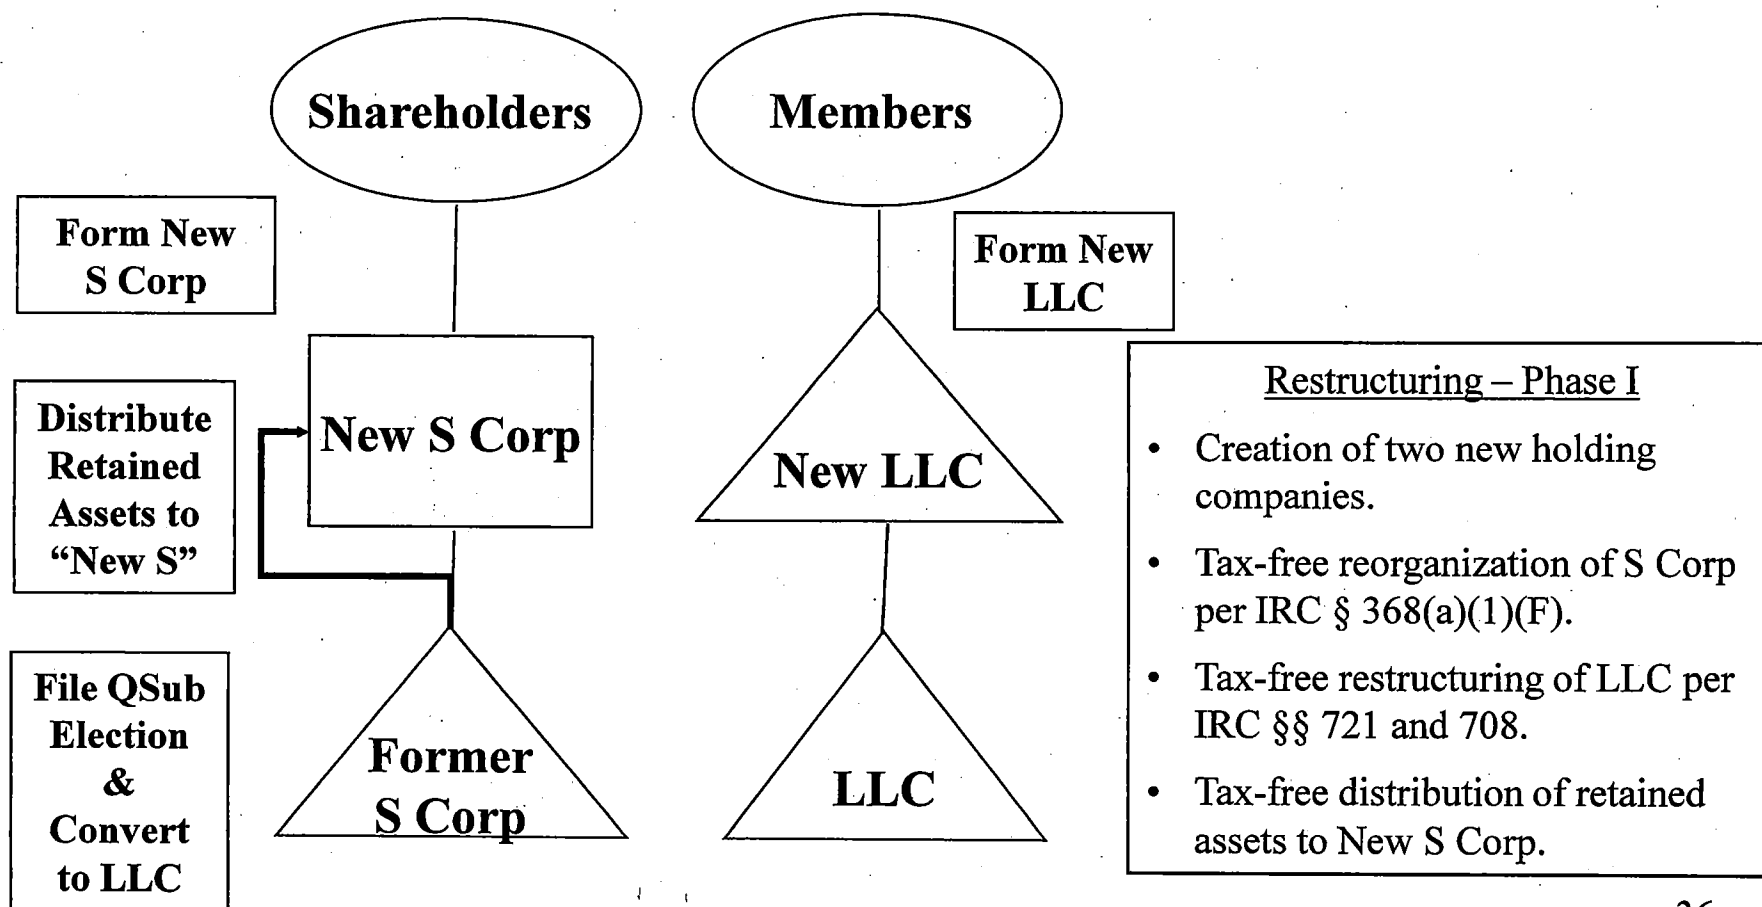 Shareholders
Members
Form New
S Corp
Form New
LLC
Distribute
Retained
Assets to
“New S”
New S Corp
New LLC
File QSub
Election
&
Convert
to LLC
Former
S Corp
LLC
Restructuring – Phase I
• Creation of two new holding
companies.
• Tax-free reorganization of S Corp
per IRC § 368(a)(1)(F).
• Tax-free restructuring of LLC per
IRC §§ 721 and 708.
• Tax-free distribution of retained
assets to New S Corp.